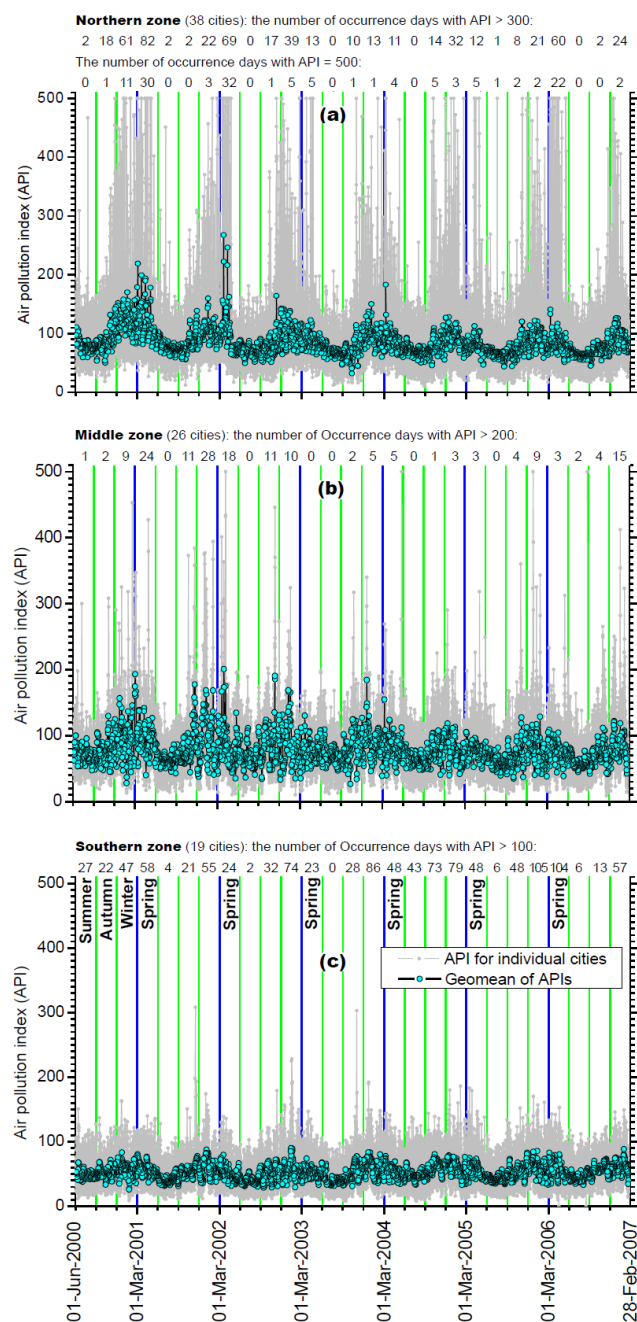 Northern zone (38 cities): the number of occurrence days with API > 300:
2 18 61 82 0 2 22 69 0 17 39 13 0 10 13 11 0 14 32 12 1 8 21 60 0 2 24
The number of occurrence days with API = 500:
0 1 11 30 0 0 3 32 0 1 5 5 0 1 1 4 0 5 3 5 1 2 2 22 0 0 2
(a)
Air pollution index (API)
500
400
300
200
100
0
Middle zone (26 cities): the number of Occurrence days with API > 200:
1 2 9 24 0 11 28 18 0 11 10 0 0 2 5 5 0 1 3 3 0 4 9 3 2 4 15
(b)
Air pollution index (API)
500
400
300
200
100
0
Southern zone (19 cities): the number of Occurrence days with API > 100:
27 22 47 58 4 21 55 24 2 32 74 23 0 28 86 48 43 73 79 48 6 48 105 104 6 13 57
Summer
Autumn
Winter
Spring
Spring
Spring
Spring
Spring
Spring
(c)
API for individual cities
Geomean of APIs
Air pollution index (API)
500
400
300
200
100
0
01-Jun-2000
01-Mar-2001
01-Mar-2002
01-Mar-2003
01-Mar-2004
01-Mar-2005
01-Mar-2006
28-Feb-2007